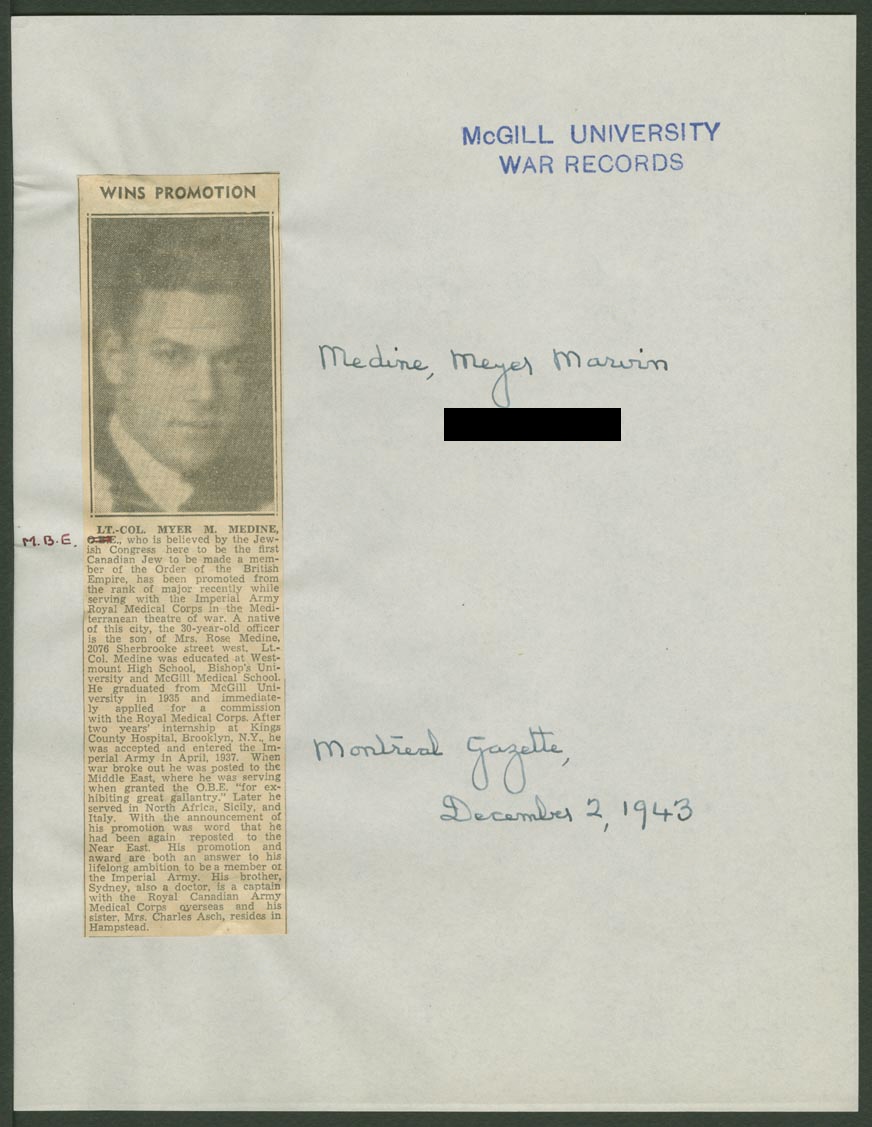 McGILL UNIVERSITY
WAR RECORDS
WINS PROMOTION
Medine, Meyer Marvin
M.B.E.
LT.-COL. MYER M. MEDINE,
O.B.E., who is believed by the Jew-
ish Congress here to be the first
Canadian Jew to be made a mem-
ber of the Order of the British
Empire, has been promoted from
the rank of major recently while
serving with the Imperial Army
Royal Medical Corps in the Medi-
terranean theatre of war. A native
of this city, the 30-year-old officer
is the son of Mrs. Rose Medine,
2076 Sherbrooke street west. Lt.-
Col. Medine was educated at West-
mount High School, Bishop's Uni-
versity and McGill Medical School.
He graduated from McGill Uni-
versity in 1935 and immediate-
ly applied for a commission
with the Royal Medical Corps. After
two years' internship at Kings
County Hospital, Brooklyn, N.Y., he
was accepted and entered the Im-
perial Army in April, 1937. When
war broke out he was posted to the
Middle East, where he was serving
when granted the O.B.E. "for ex-
hibiting great gallantry." Later he
served in North Africa, Sicily, and
Italy. With the announcement of
his promotion was word that he
had been again reposted to the
Near East. His promotion and
award are both an answer to his
lifelong ambition to be a member of
the Imperial Army. His brother,
Sydney, also a doctor, is a captain
with the Royal Canadian Army
Medical Corps overseas and his
sister, Mrs. Charles Asch, resides in
Hampstead.
Montreal Gazette,
December 2, 1943